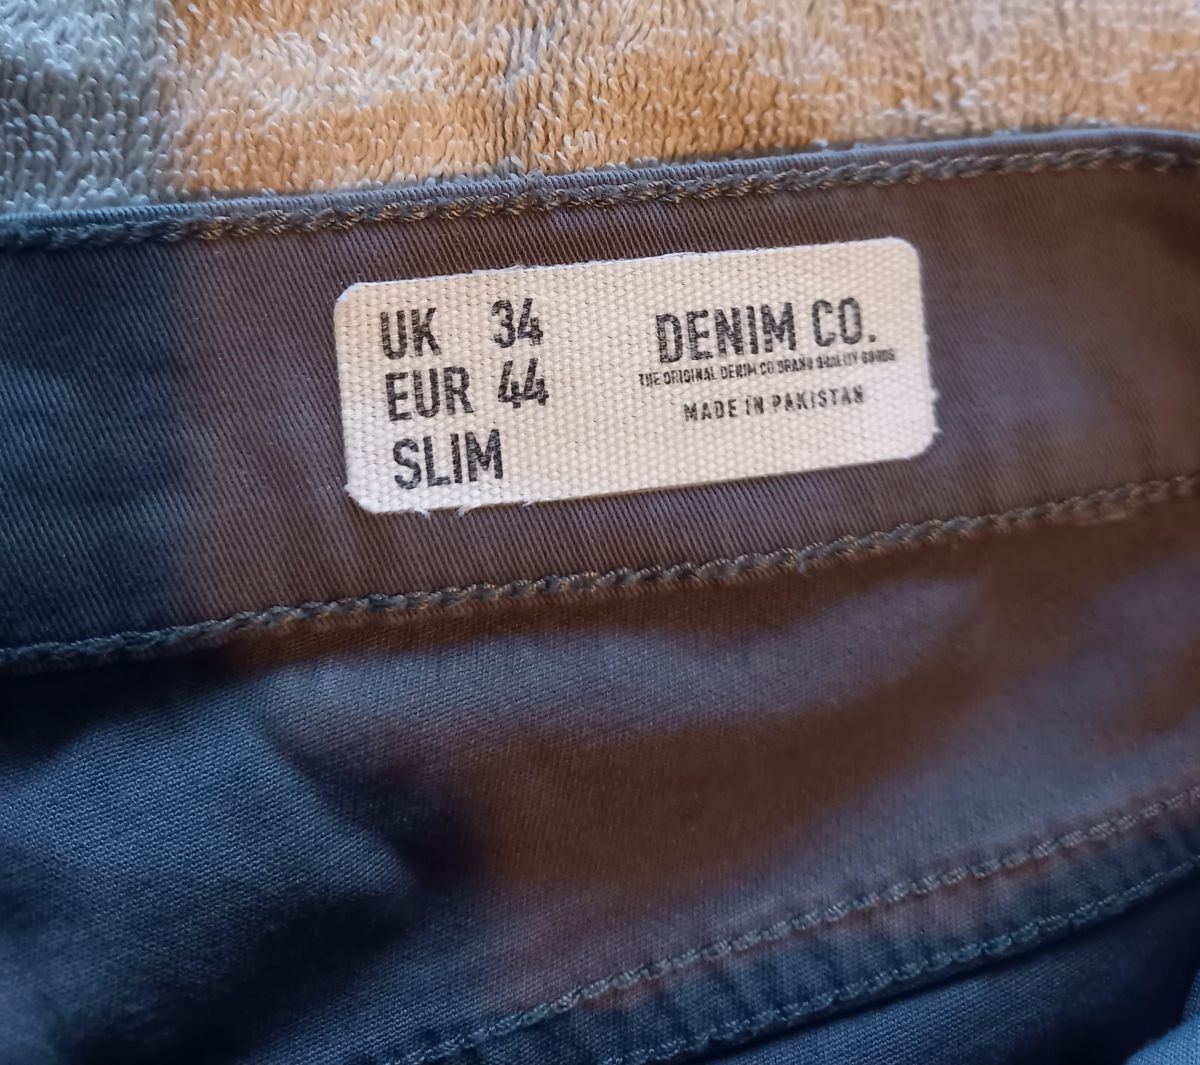 UK 34
EUR 44
SLIM
DENIM CO.
THE ORIGINAL DENIM CO BRAND QUALITY GOODS
MADE IN PAKISTAN